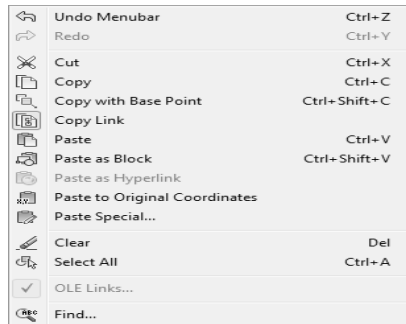 Undo Menubar Ctrl+Z
Redo Ctrl+Y
Cut Ctrl+X
Copy Ctrl+C
Copy with Base Point Ctrl+Shift+C
Copy Link
Paste Ctrl+V
Paste as Block Ctrl+Shift+V
Paste as Hyperlink
Paste to Original Coordinates
Paste Special...
Clear Del
Select All Ctrl+A
OLE Links...
Find...